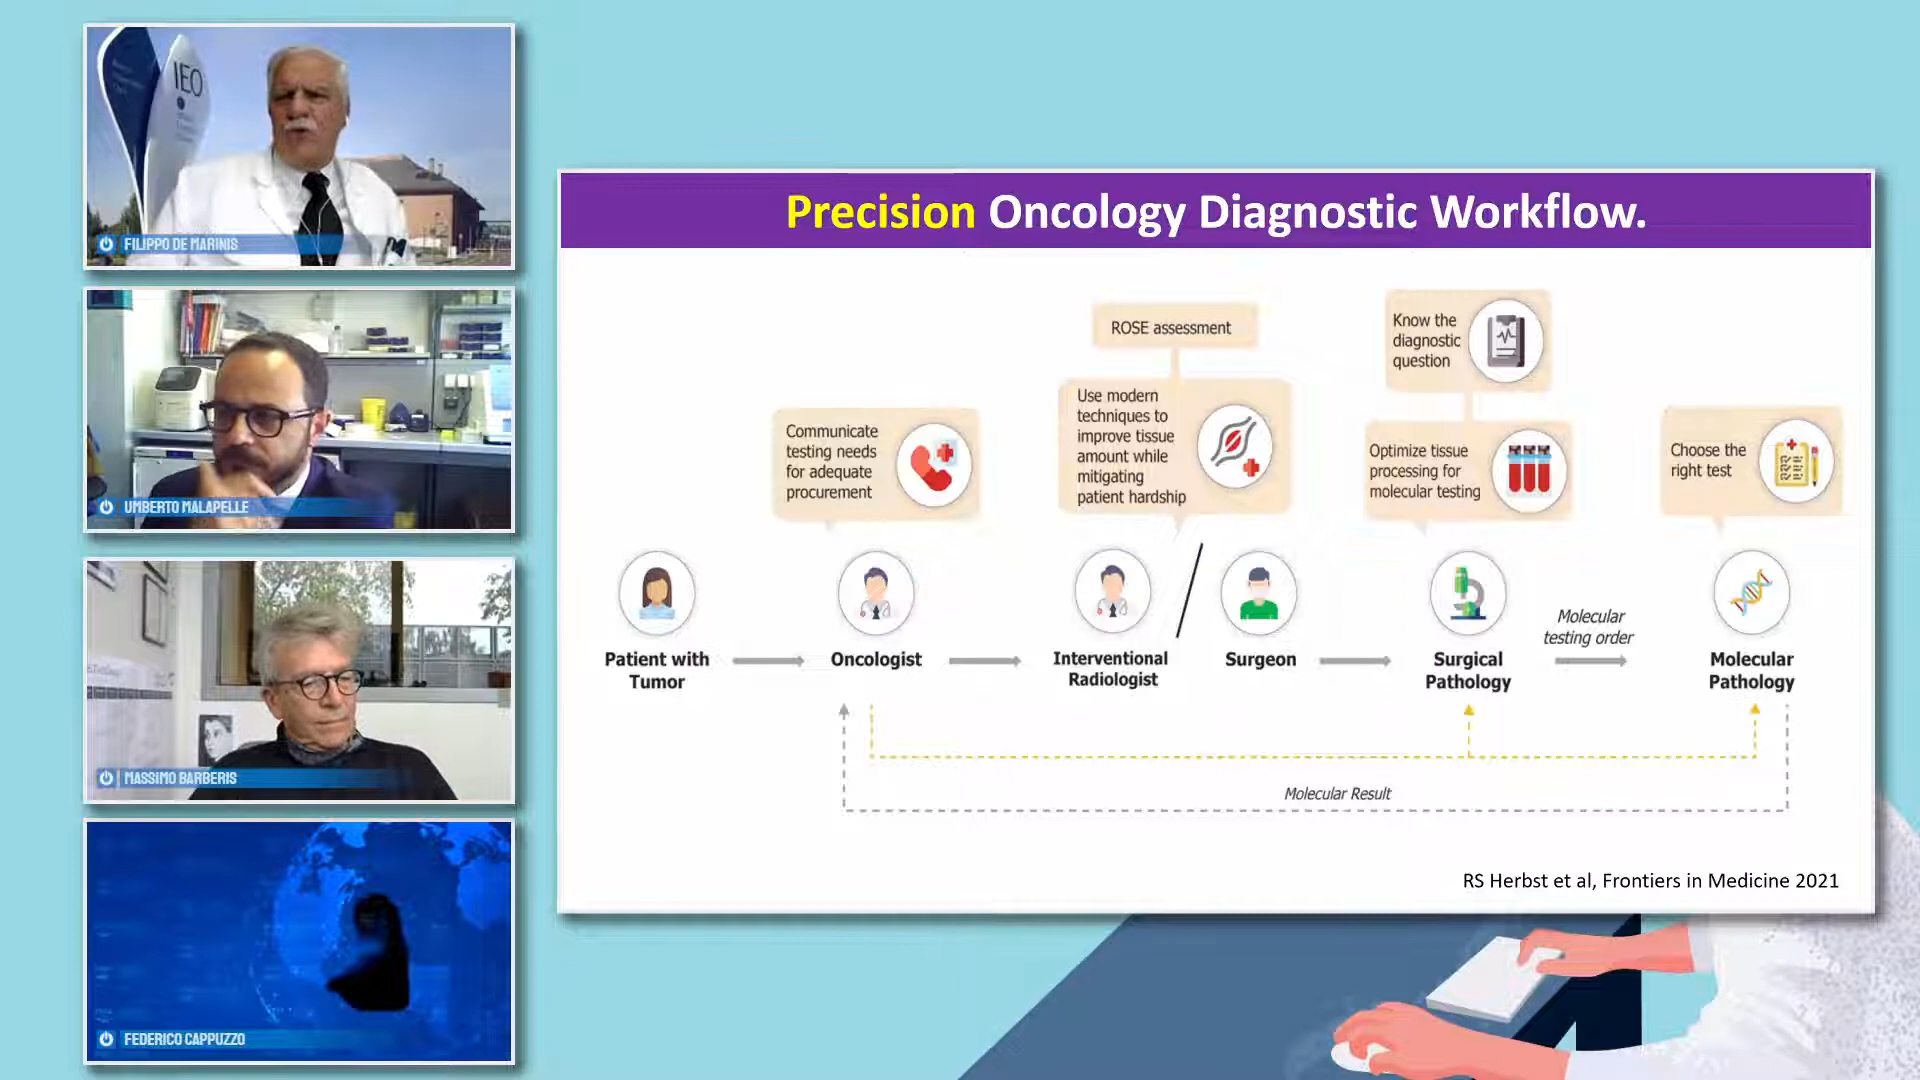 IEO
FILIPPO DE MARINIS
UMBERTO MALAPELLE
MASSIMO BARBERIS
FEDERICO CAPPUZZO
Precision Oncology Diagnostic Workflow.
ROSE assessment
Know the
diagnostic
question
Communicate
testing needs
for adequate
procurement
Use modern
techniques to
improve tissue
amount while
mitigating
patient hardship
Optimize tissue
processing for
molecular testing
Choose the
right test
Patient with
Tumor
Oncologist
Interventional
Radiologist
Surgeon
Surgical
Pathology
Molecular
testing order
Molecular
Pathology
Molecular Result
RS Herbst et al, Frontiers in Medicine 2021